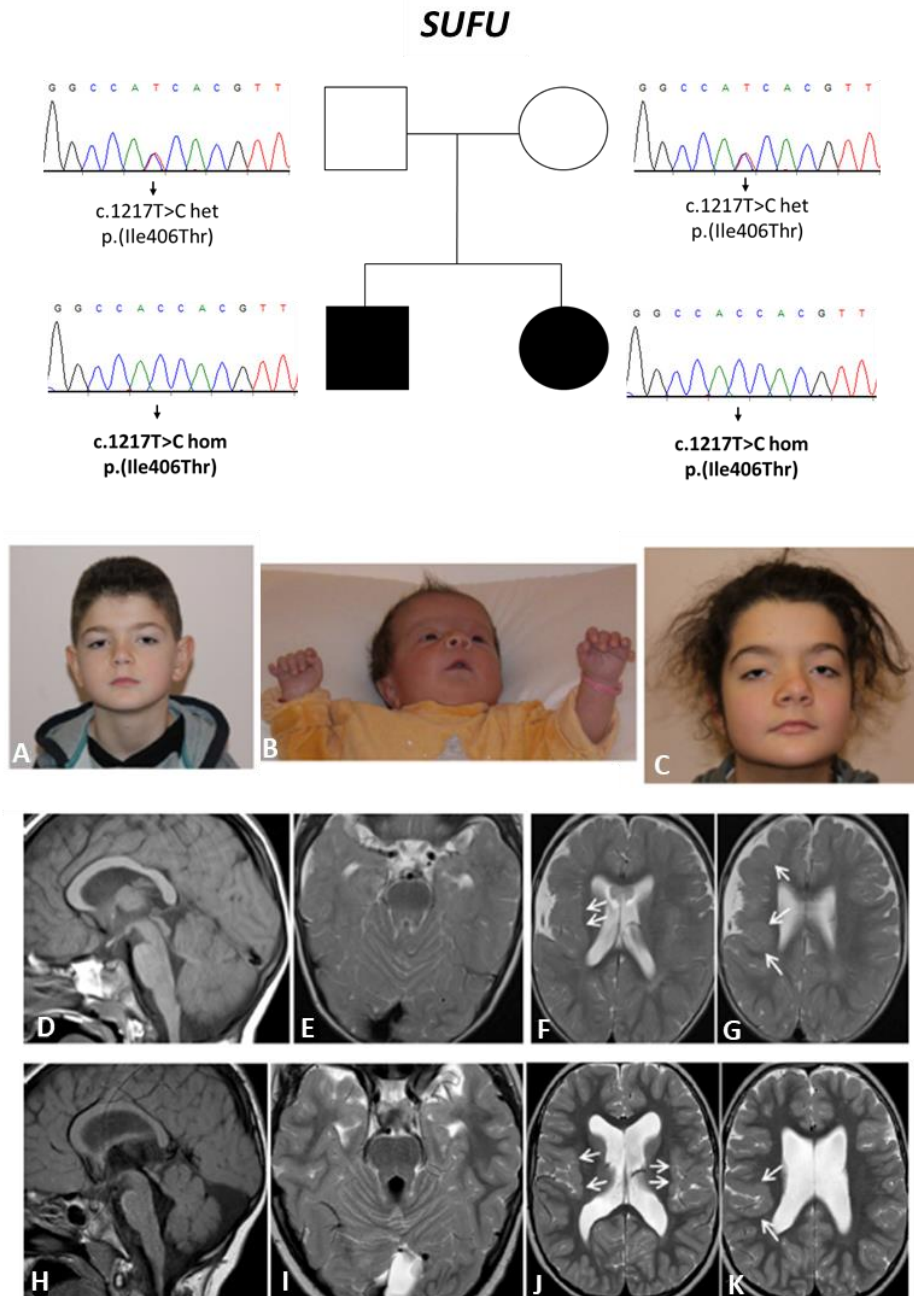 SUFU
G G C C A T C A C G T T
G G C C A T C A C G T T
c.1217T>C het
p.(Ile406Thr)
c.1217T>C het
p.(Ile406Thr)
G G C C A C C A C G T T
G G C C A C C A C G T T
c.1217T>C hom
p.(Ile406Thr)
c.1217T>C hom
p.(Ile406Thr)
A
B
C
D
E
F
G
H
I
J
K